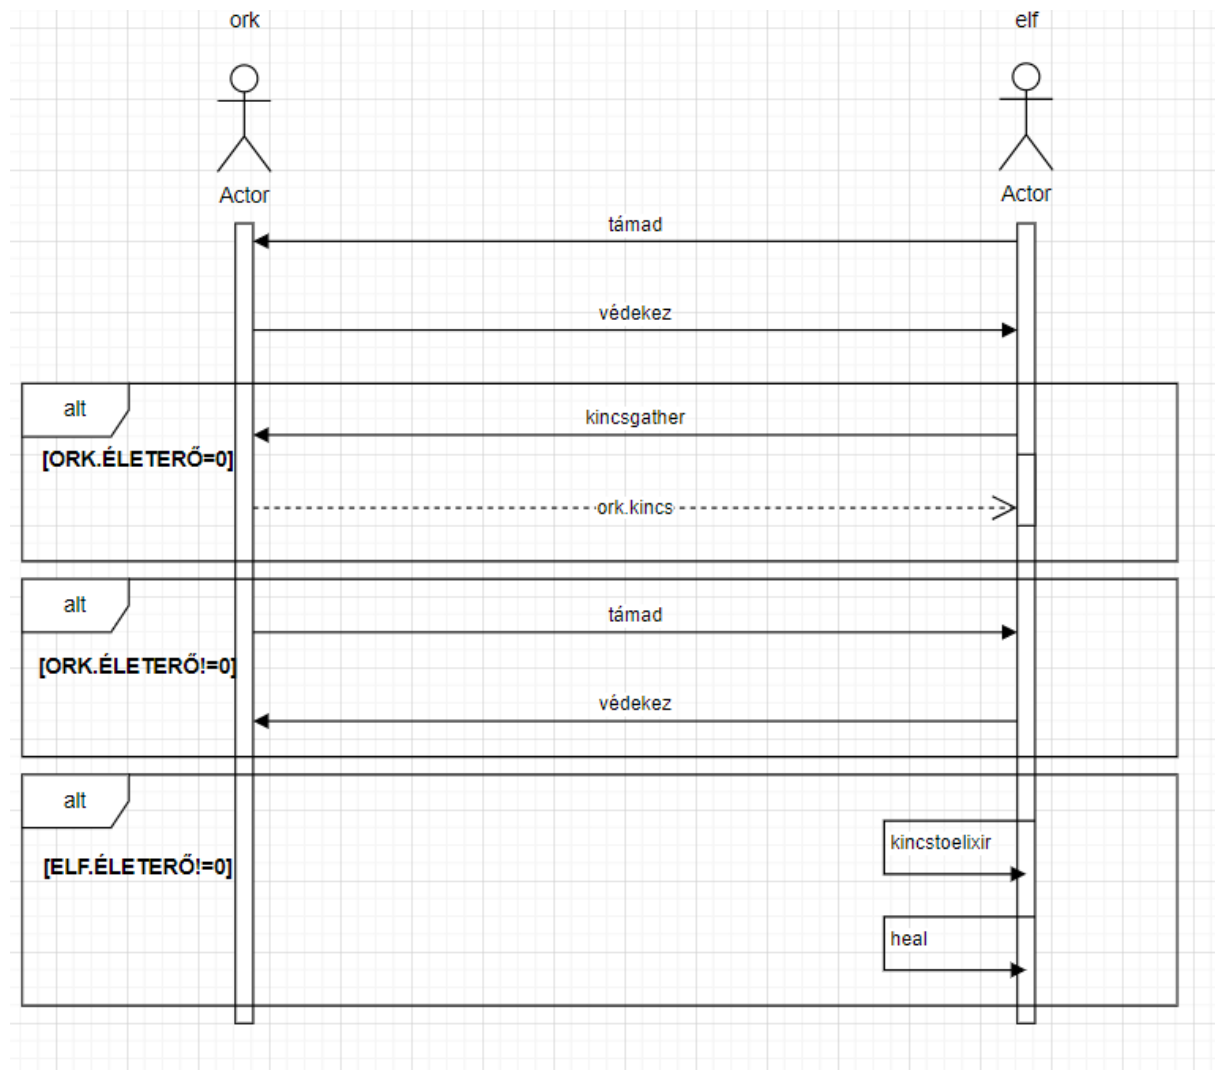 ork
elf
Actor
Actor
támad
védekez
alt
kincsgather
[ORK.ÉLETERŐ=0]
ork.kincs
alt
támad
[ORK.ÉLETERŐ!=0]
védekez
alt
kincstoelixir
[ELF.ÉLETERŐ!=0]
heal